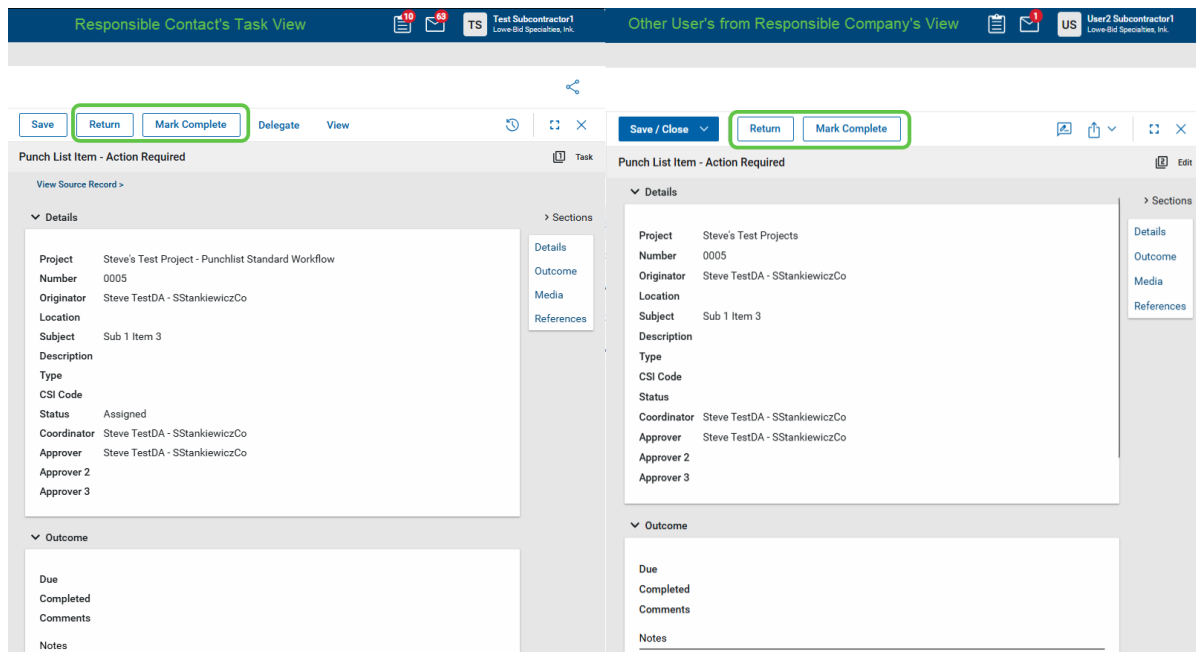 Responsible Contact's Task View
10
63
TS
Test Subcontractor1
Lowe-Bid Specialties, Ink.
Save
Return
Mark Complete
Delegate
View
Punch List Item - Action Required
1
Task
View Source Record >
Details
> Sections
Project Steve's Test Project - Punchlist Standard Workflow
Number 0005
Originator Steve TestDA - SStankiewiczCo
Location
Subject Sub 1 Item 3
Description
Type
CSI Code
Status Assigned
Coordinator Steve TestDA - SStankiewiczCo
Approver Steve TestDA - SStankiewiczCo
Approver 2
Approver 3
Details
Outcome
Media
References
Outcome
Due
Completed
Comments
Notes
Other User's from Responsible Company's View
1
US
User2 Subcontractor1
Lowe-Bid Specialties, Ink.
Save / Close
Return
Mark Complete
Punch List Item - Action Required
2
Edit
Details
> Sections
Project Steve's Test Projects
Number 0005
Originator Steve TestDA - SStankiewiczCo
Location
Subject Sub 1 Item 3
Description
Type
CSI Code
Status
Coordinator Steve TestDA - SStankiewiczCo
Approver Steve TestDA - SStankiewiczCo
Approver 2
Approver 3
Details
Outcome
Media
References
Outcome
Due
Completed
Comments
Notes